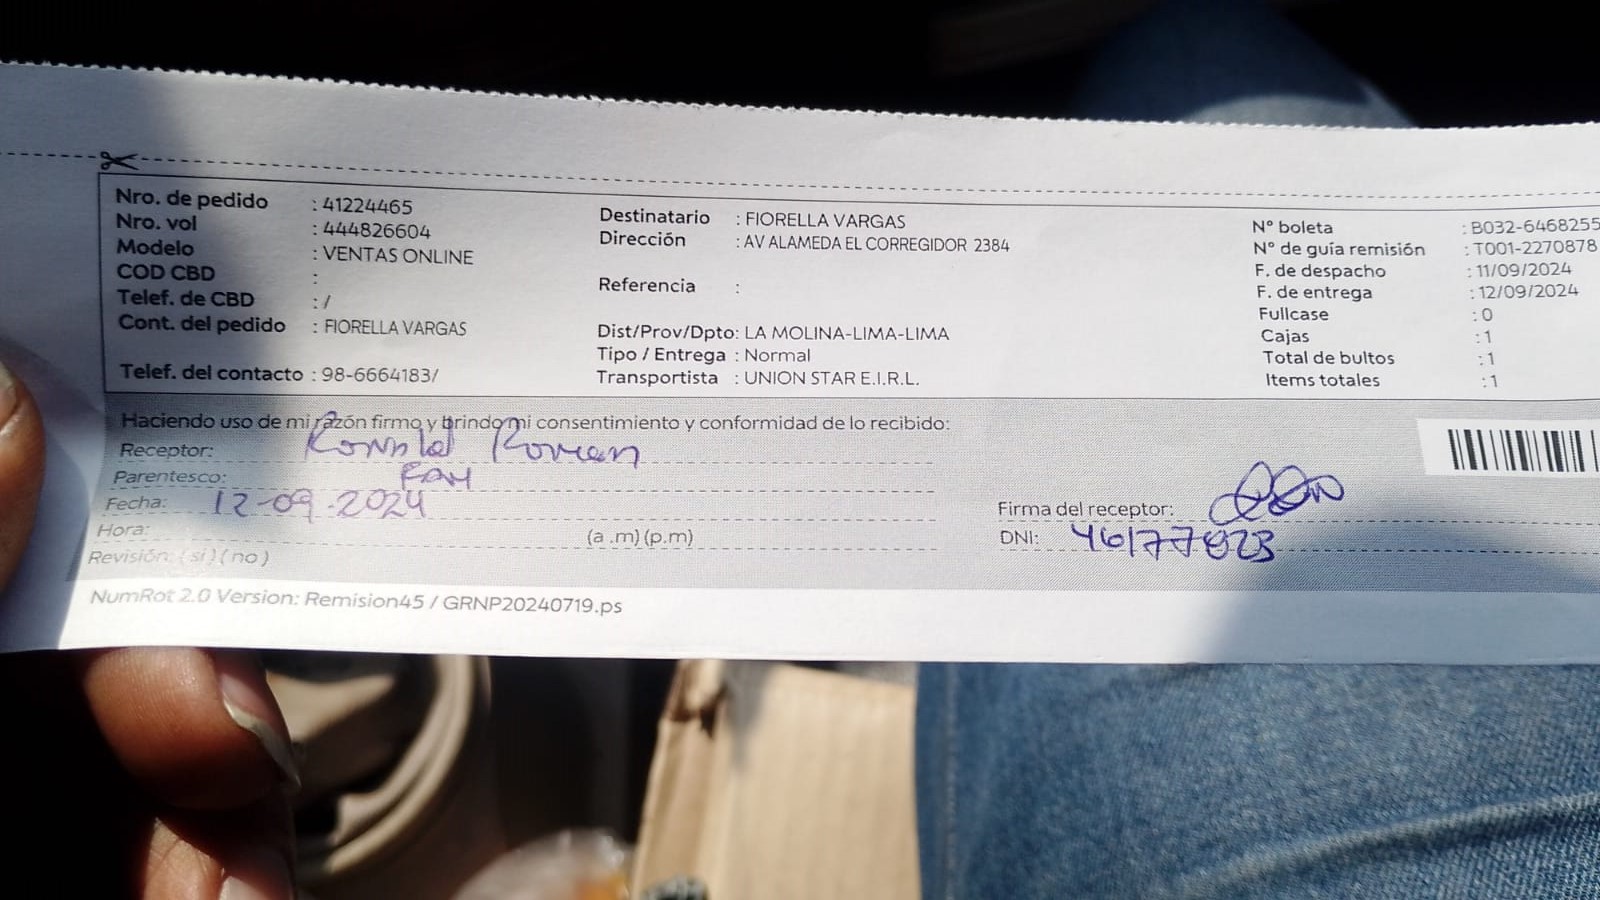 Nro. de pedido : 41224465
Nro. vol : 444826604
Modelo : VENTAS ONLINE
COD CBD :
Telef. de CBD : /
Cont. del pedido : FIORELLA VARGAS
Telef. del contacto : 98-6664183/
Destinatario : FIORELLA VARGAS
Dirección : AV ALAMEDA EL CORREGIDOR 2384
Referencia :
Dist/Prov/Dpto: LA MOLINA-LIMA-LIMA
Tipo / Entrega : Normal
Transportista : UNION STAR E.I.R.L.
N° boleta : B032-6468255
N° de guía remisión : T001-2270878
F. de despacho : 11/09/2024
F. de entrega : 12/09/2024
Fullcase : 0
Cajas : 1
Total de bultos : 1
Items totales : 1
Haciendo uso de mi razón firmo y brindo mi consentimiento y conformidad de lo recibido:
Receptor: Ronald Roman
Parentesco:
Fecha: 12-09-2024
Hora: (a .m) (p.m)
Revisión: ( si ) ( no )
Firma del receptor:
DNI:
NumRot 2.0 Version: Remision45 / GRNP20240719.ps